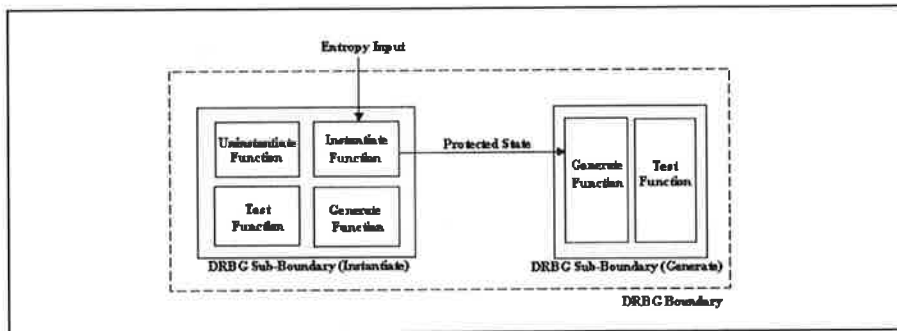 Entropy Input
Uninstantiate
Function
Instantiate
Function
Protected State
Generate
Function
Test
Function
Test
Function
Generate
Function
DRBG Sub-Boundary (Instantiate)
DRBG Sub-Boundary (Generate)
DRBG Boundary